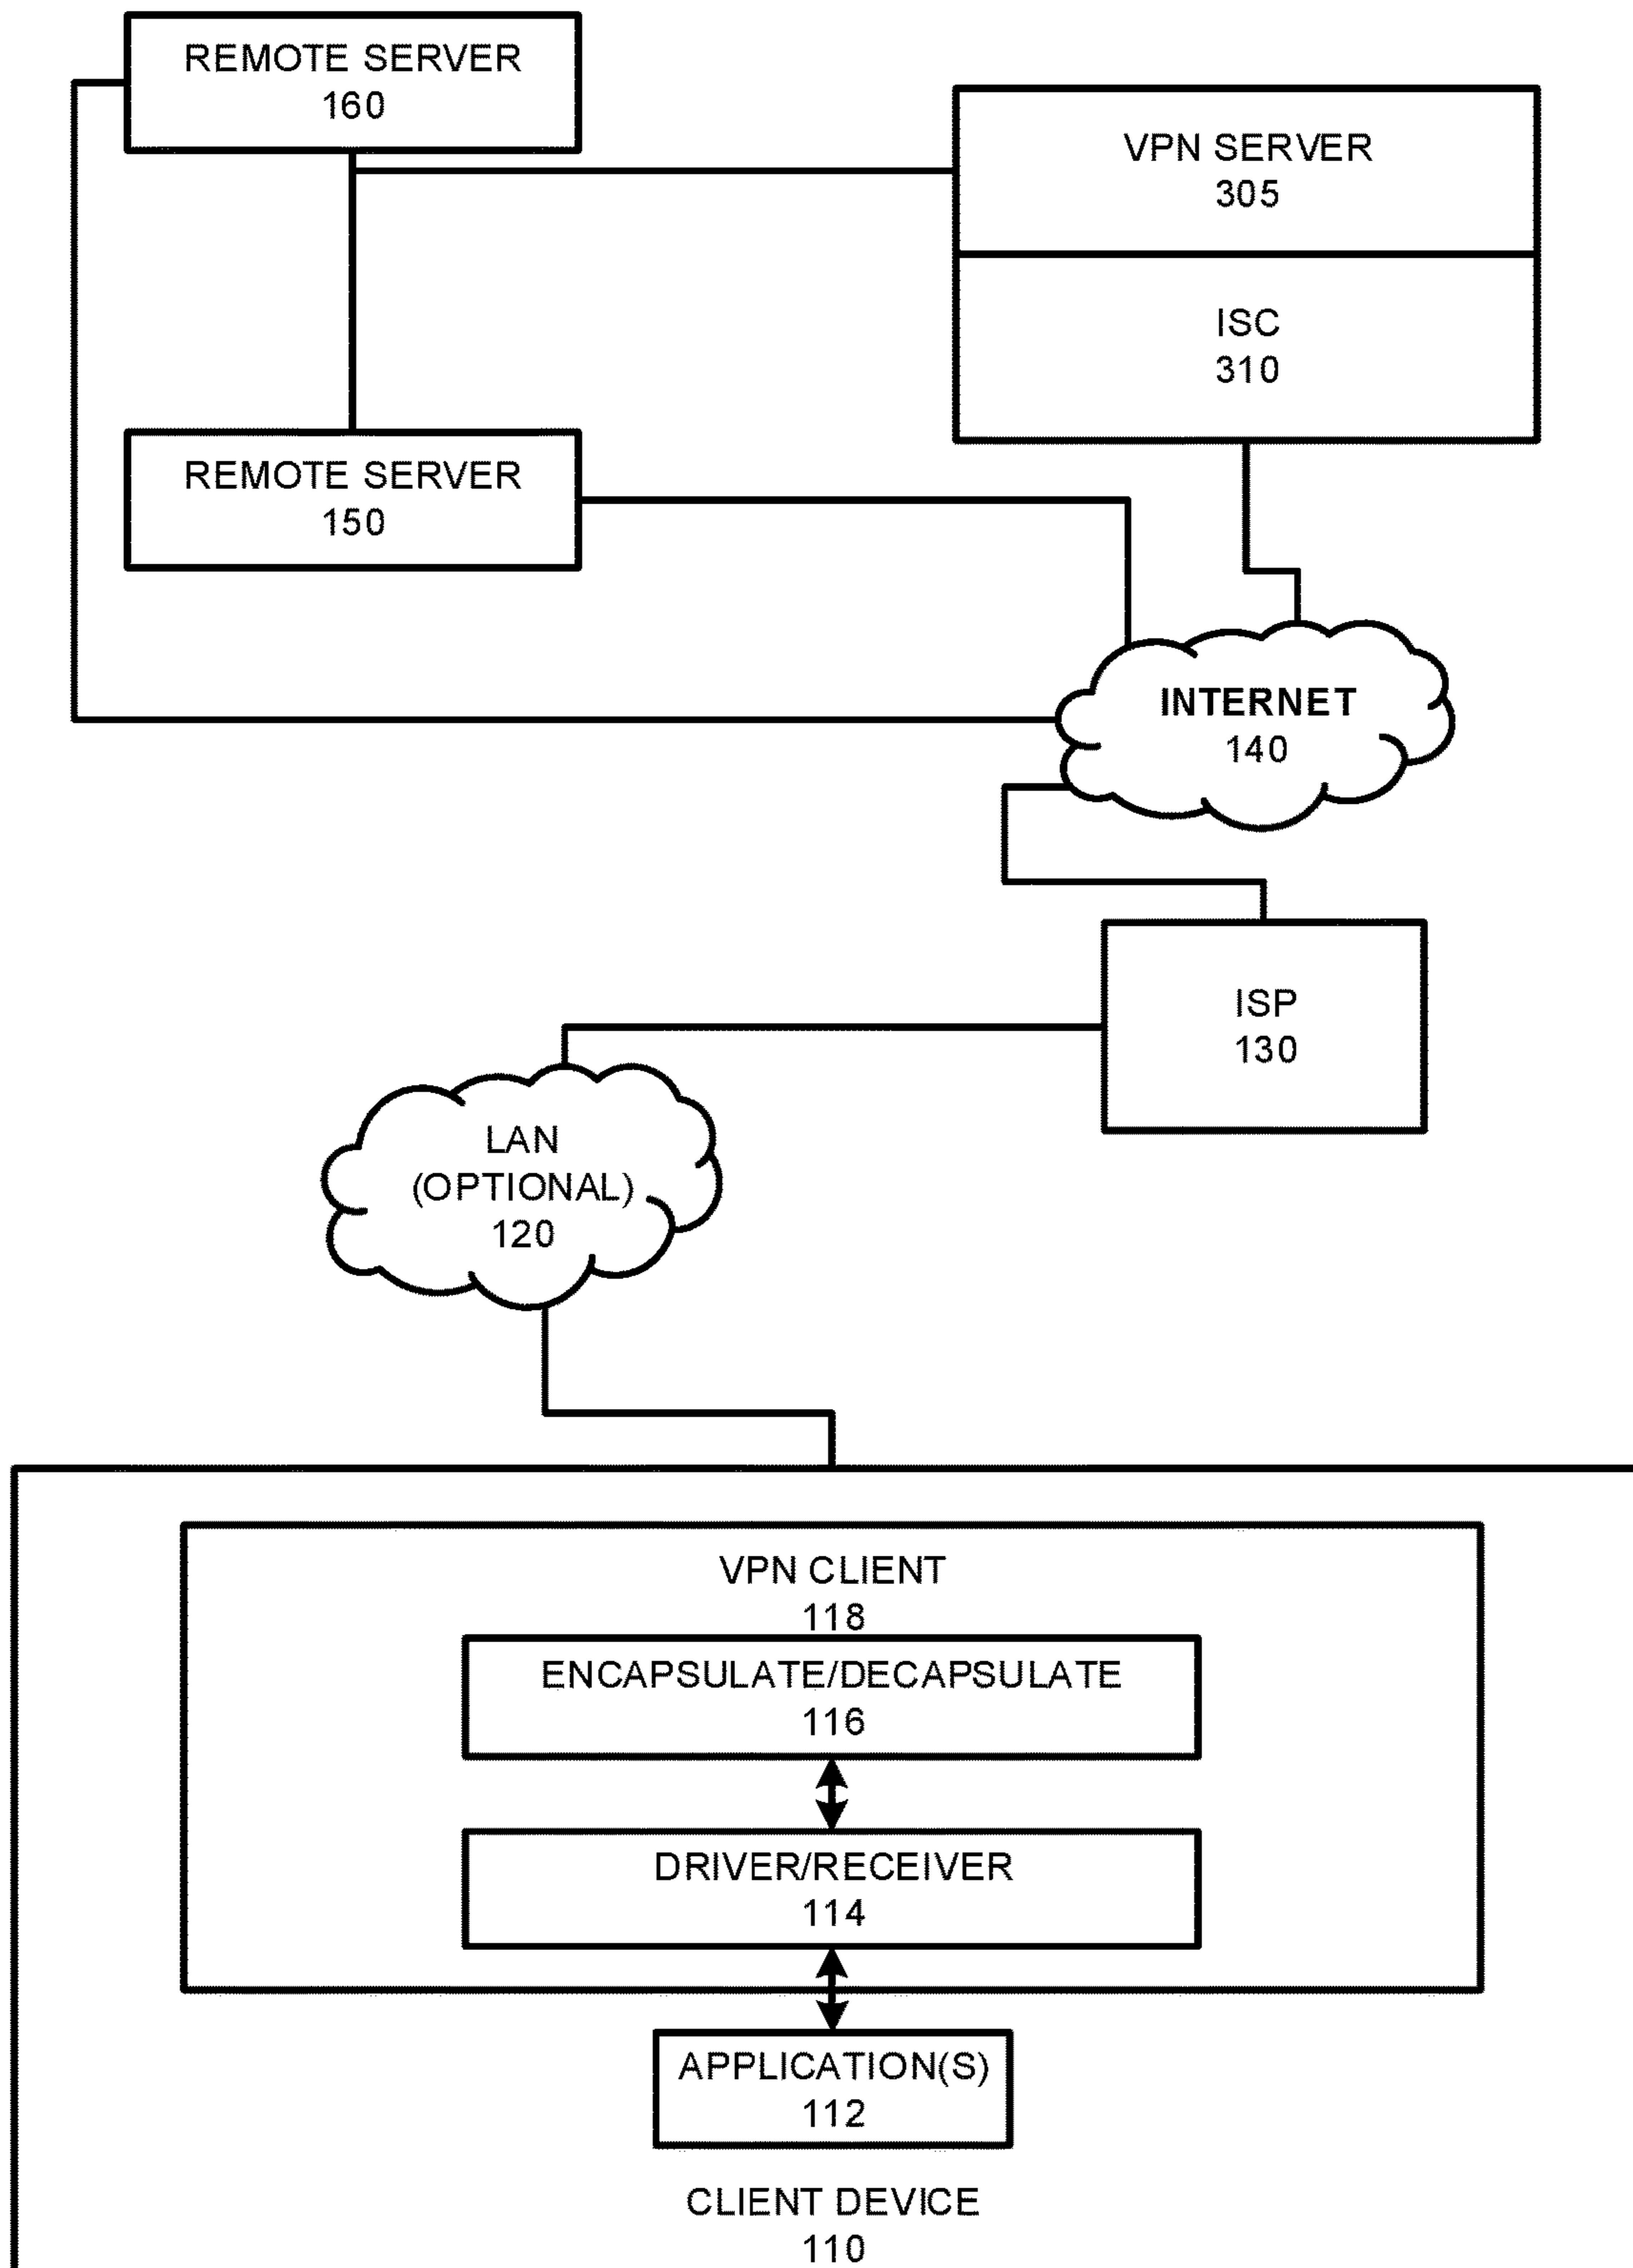 REMOTE SERVER
160
VPN SERVER
305
ISC
310
REMOTE SERVER
150
INTERNET
140
ISP
130
LAN
(OPTIONAL)
120
VPN CLIENT
118
ENCAPSULATE/DECAPSULATE
116
DRIVER/RECEIVER
114
APPLICATION(S)
112
CLIENT DEVICE
110